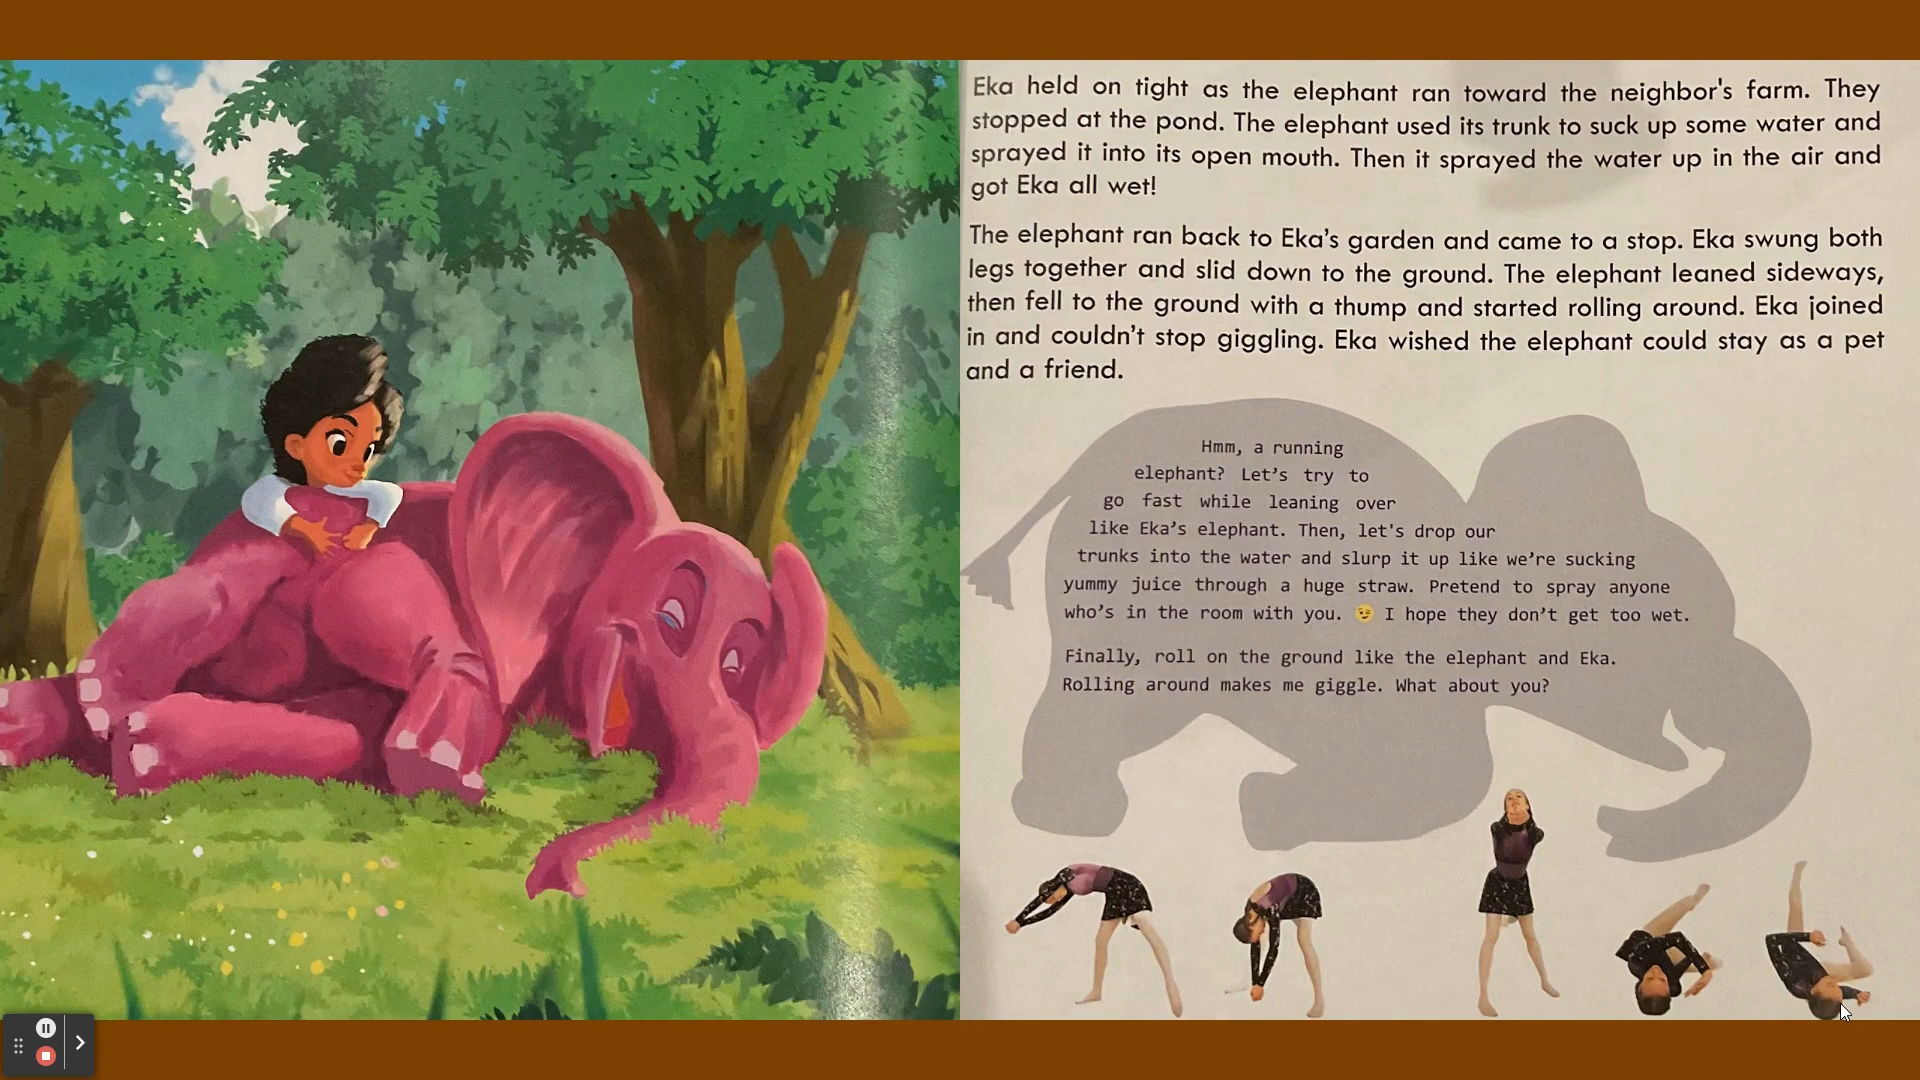 Eka held on tight as the elephant ran toward the neighbor's farm. They
stopped at the pond. The elephant used its trunk to suck up some water and
sprayed it into its open mouth. Then it sprayed the water up in the air and
got Eka all wet!
The elephant ran back to Eka's garden and came to a stop. Eka swung both
legs together and slid down to the ground. The elephant leaned sideways,
then fell to the ground with a thump and started rolling around. Eka joined
in and couldn't stop giggling. Eka wished the elephant could stay as a pet
and a friend.
Hmm, a running
elephant? Let's try to
go fast while leaning over
like Eka's elephant. Then, let's drop our
trunks into the water and slurp it up like we're sucking
yummy juice through a huge straw. Pretend to spray anyone
who's in the room with you. 😉 I hope they don't get too wet.
Finally, roll on the ground like the elephant and Eka.
Rolling around makes me giggle. What about you?